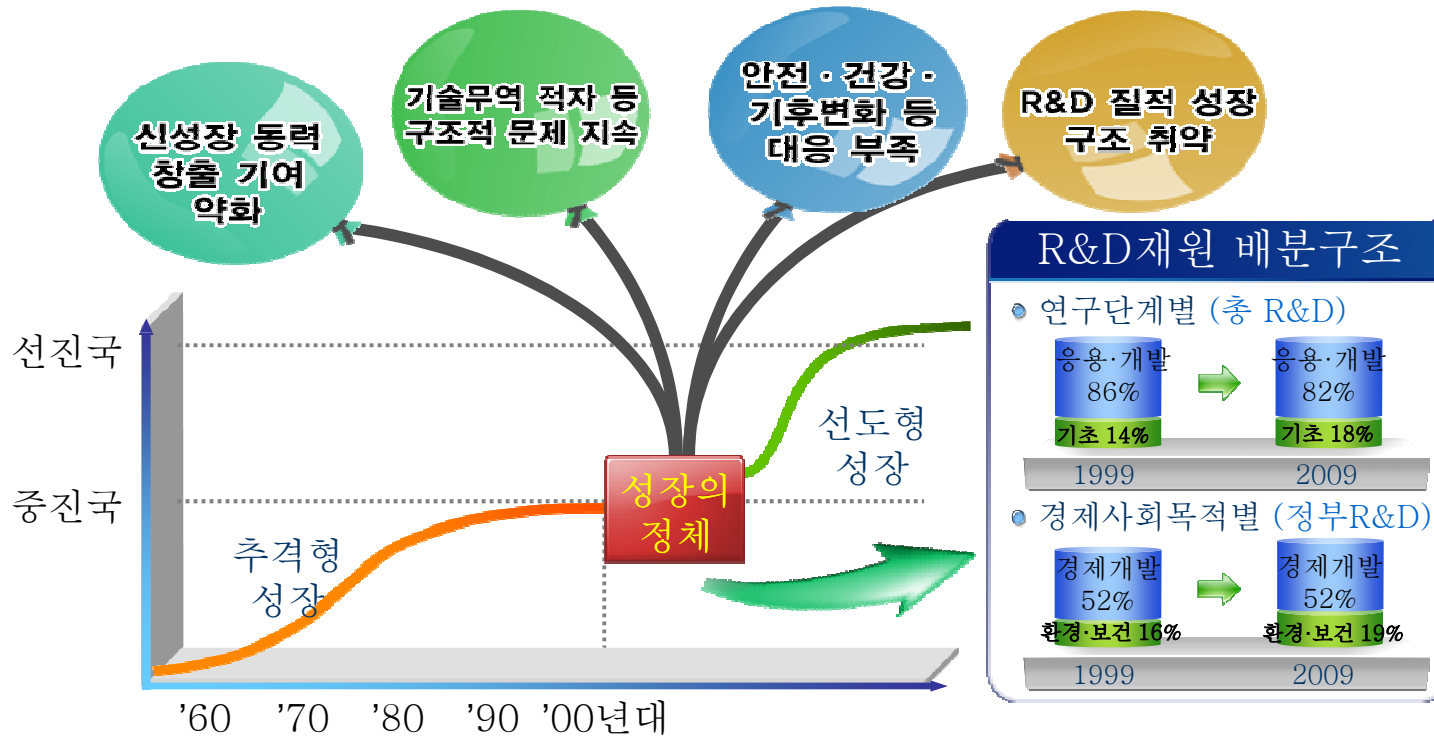 신성장 동력
창출 기여
약화
기술무역 적자 등
구조적 문제 지속
안전 · 건강 ·
기후변화 등
대응 부족
R&D 질적 성장
구조 취약
선진국
중진국
추격형
성장
성장의
정체
선도형
성장
'60 '70 '80 '90 '00년대
R&D재원 배분구조
연구단계별 (총 R&D)
응용·개발
86%
기초 14%
응용·개발
82%
기초 18%
1999 2009
경제사회목적별 (정부R&D)
경제개발
52%
환경·보건 16%
경제개발
52%
환경·보건 19%
1999 2009